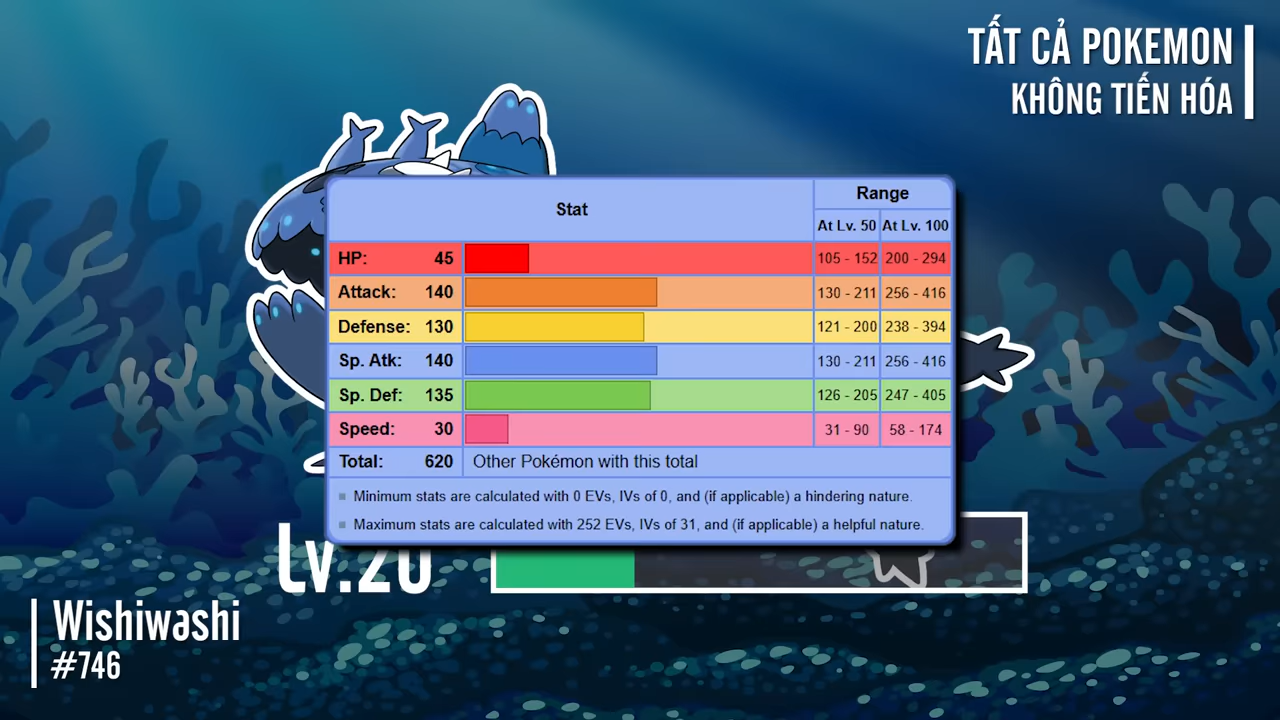 TẤT CẢ POKEMON
KHÔNG TIẾN HÓA
Stat
Range
At Lv. 50 At Lv. 100
HP: 45 105 - 152 200 - 294
Attack: 140 130 - 211 256 - 416
Defense: 130 121 - 200 238 - 394
Sp. Atk: 140 130 - 211 256 - 416
Sp. Def: 135 126 - 205 247 - 405
Speed: 30 31 - 90 58 - 174
Total: 620 Other Pokémon with this total
Minimum stats are calculated with 0 EVs, IVs of 0, and (if applicable) a hindering nature.
Maximum stats are calculated with 252 EVs, IVs of 31, and (if applicable) a helpful nature.
Lv.20
Wishiwashi
#746